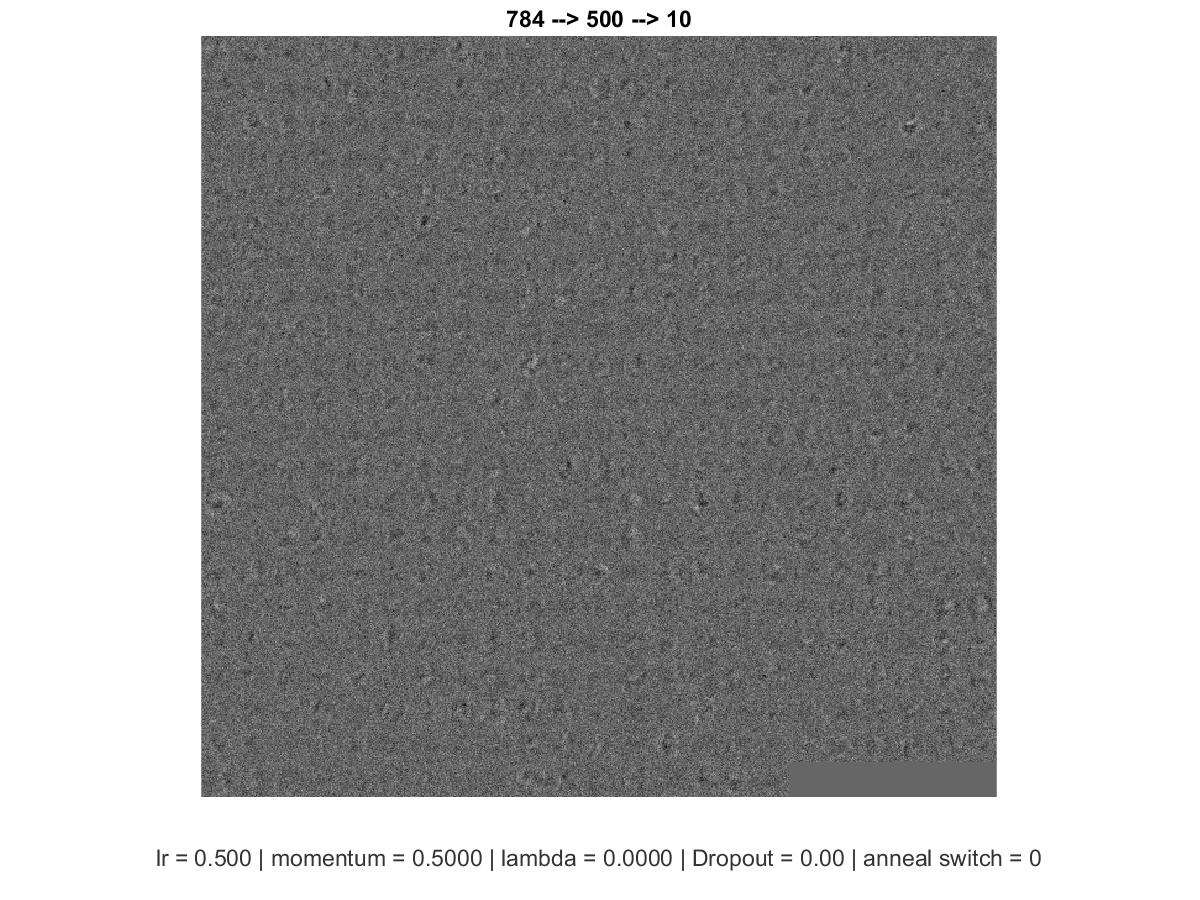 784 --> 500 --> 10
lr = 0.500 | momentum = 0.5000 | lambda = 0.0000 | Dropout = 0.00 | anneal switch = 0